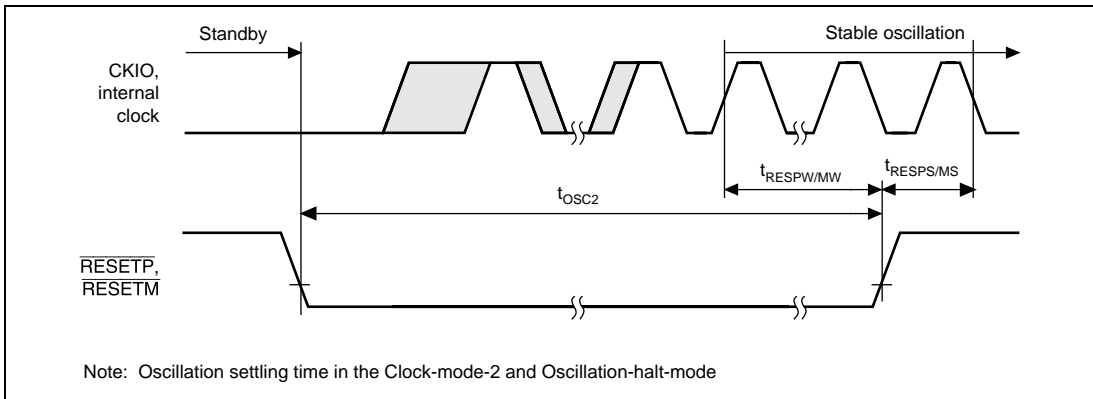 Standby
Stable oscillation
CKIO,
internal
clock
tRESPW/MW
tRESPS/MS
tOSC2
RESETP,
RESETM
Note: Oscillation settling time in the Clock-mode-2 and Oscillation-halt-mode